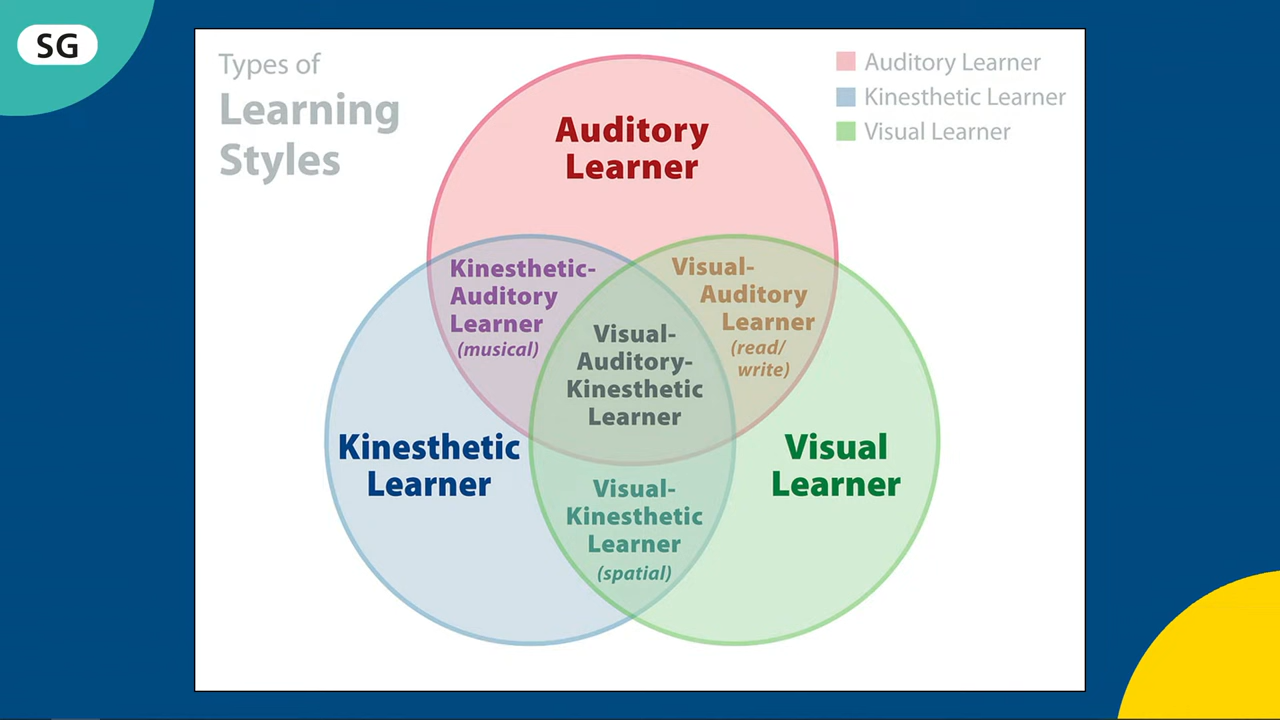 SG
Types of
Learning
Styles
Auditory Learner
Kinesthetic Learner
Visual Learner
Auditory
Learner
Kinesthetic-
Auditory
Learner
(musical)
Visual-
Auditory
Learner
(read/
write)
Visual-
Auditory-
Kinesthetic
Learner
Kinesthetic
Learner
Visual
Learner
Visual-
Kinesthetic
Learner
(spatial)